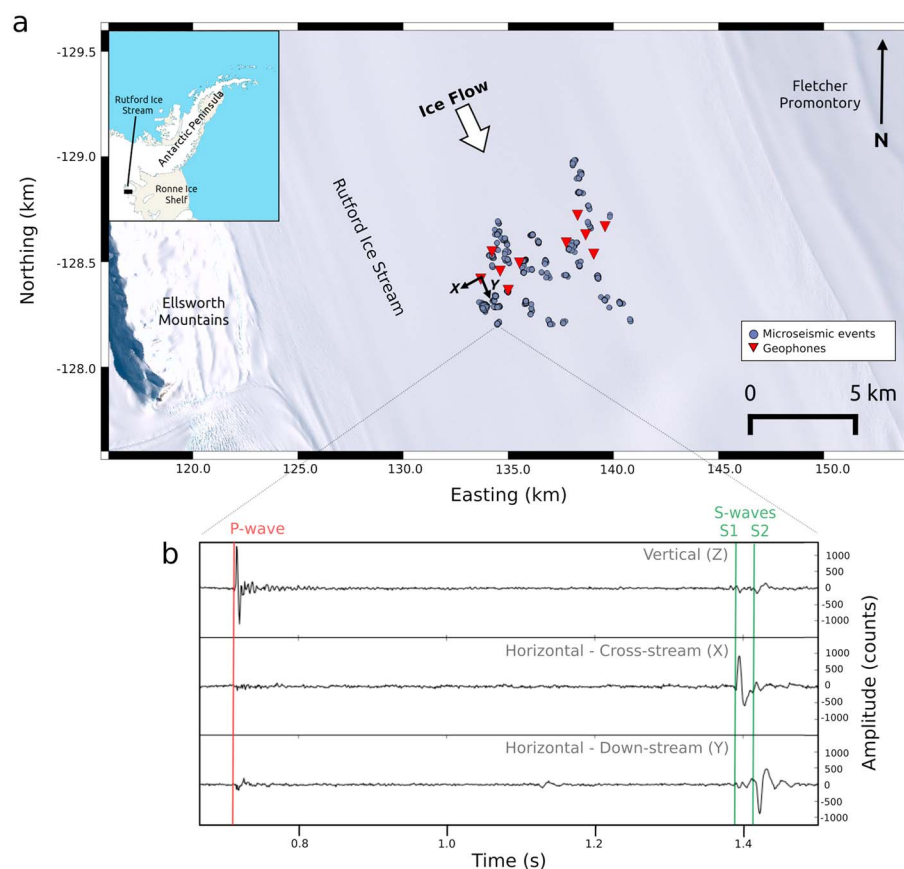 a
-129.5
-129.0
-128.5
-128.0
Northing (km)
Rutford Ice
Stream
Antarctic Peninsula
Ronne Ice
Shelf
Ice Flow
Fletcher
Promontory
N
Rutford Ice Stream
Ellsworth
Mountains
X
Y
Microseismic events
Geophones
0 5 km
120.0 125.0 130.0 135.0 140.0 145.0 150.0
Easting (km)
b
P-wave
S-waves
S1 S2
Vertical (Z)
1000
500
0
-500
-1000
Horizontal - Cross-stream (X)
1000
500
0
-500
-1000
Horizontal - Down-stream (Y)
1000
500
0
-500
-1000
Amplitude (counts)
0.8 1.0 1.2 1.4
Time (s)